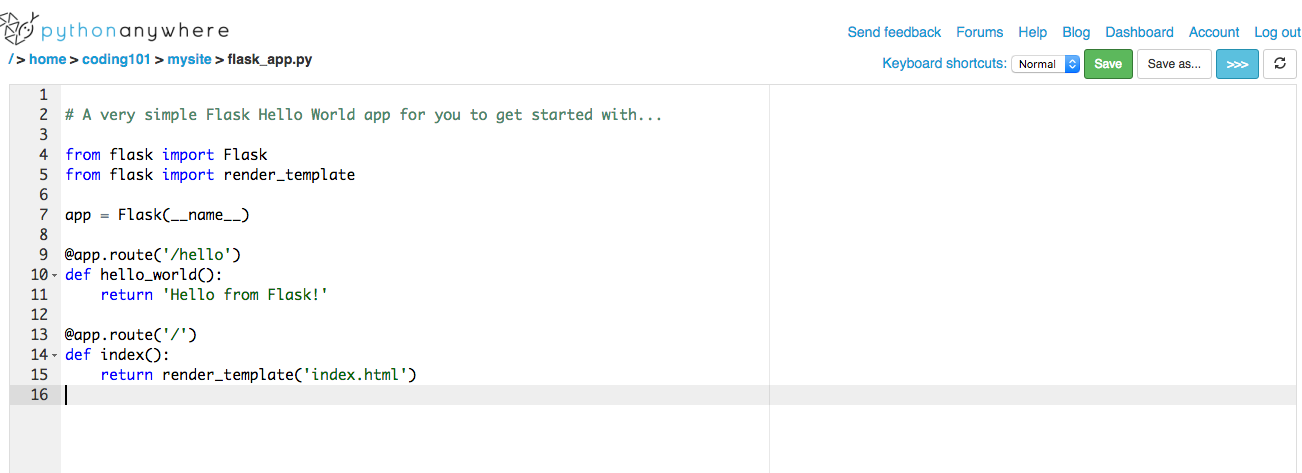 pythonanywhere
Send feedback Forums Help Blog Dashboard Account Log out
/ > home > coding101 > mysite > flask_app.py
Keyboard shortcuts: Normal Save Save as... >>>
1
2 # A very simple Flask Hello World app for you to get started with...
3
4 from flask import Flask
5 from flask import render_template
6
7 app = Flask(__name__)
8
9 @app.route('/hello')
10 def hello_world():
11     return 'Hello from Flask!'
12
13 @app.route('/')
14 def index():
15     return render_template('index.html')
16